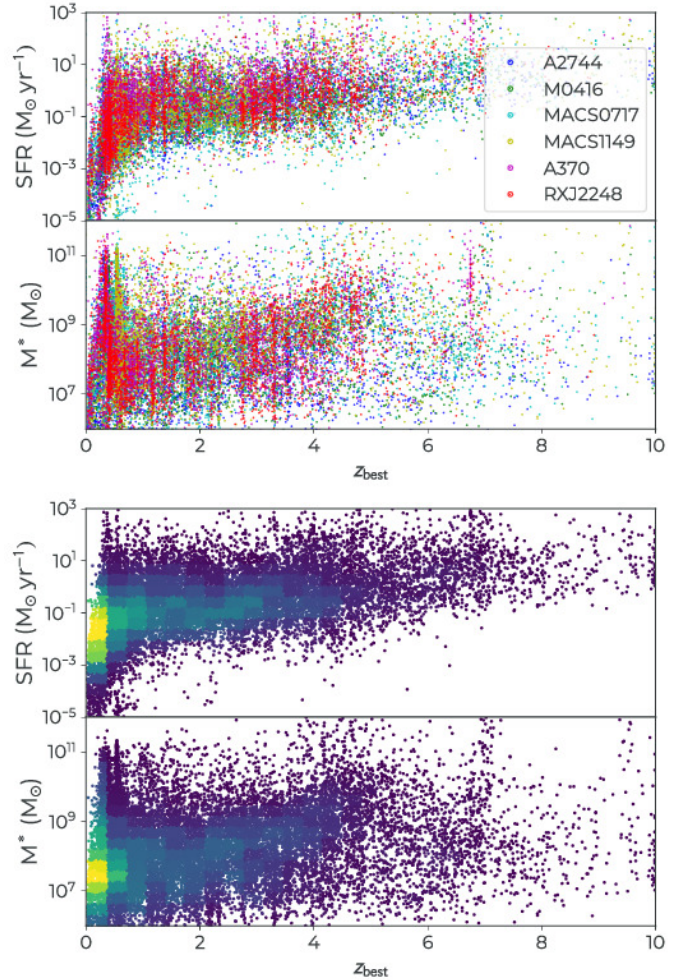 10³
10¹
10⁻¹
10⁻³
10⁻⁵
SFR (M⊙ yr⁻¹)
A2744
M0416
MACS0717
MACS1149
A370
RXJ2248
10¹¹
10⁹
10⁷
M* (M⊙)
0 2 4 6 8 10
z_best
10³
10¹
10⁻¹
10⁻³
10⁻⁵
SFR (M⊙ yr⁻¹)
10¹¹
10⁹
10⁷
M* (M⊙)
0 2 4 6 8 10
z_best